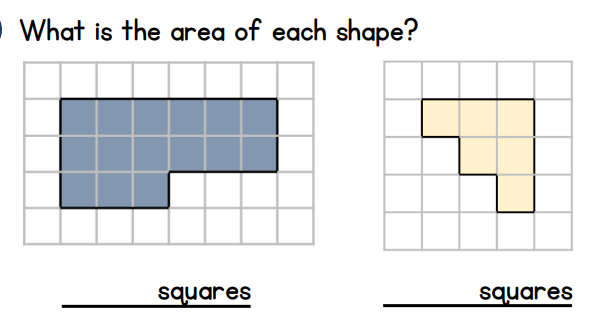 What is the area of each shape?
squares
squares